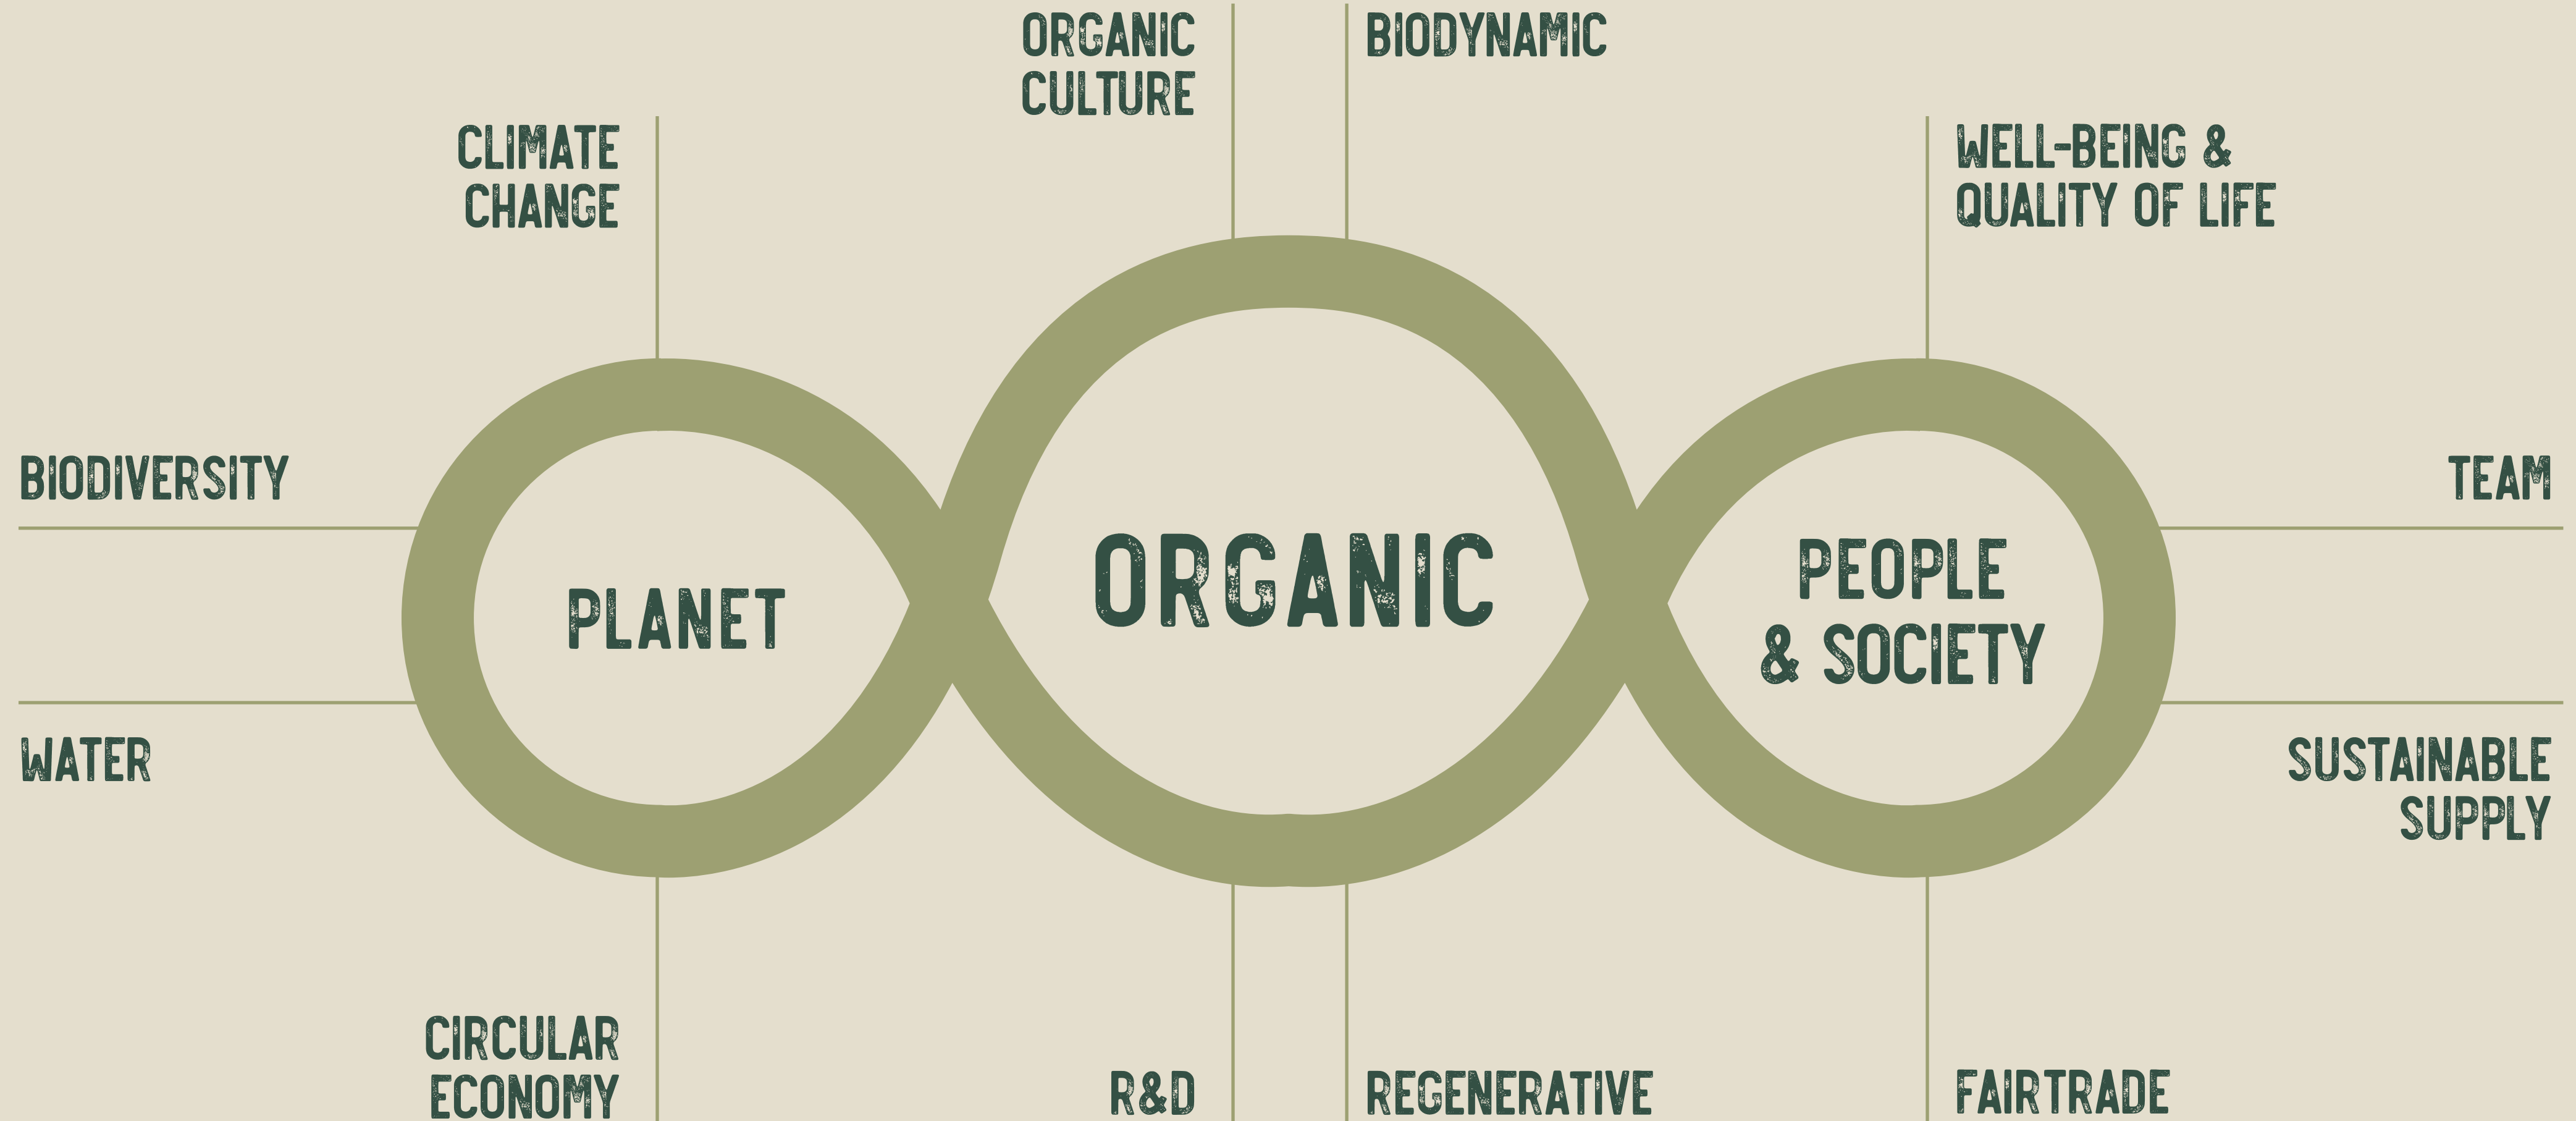 ORGANIC
CULTURE
BIODYNAMIC
CLIMATE
CHANGE
WELL-BEING &
QUALITY OF LIFE
BIODIVERSITY
TEAM
PLANET
ORGANIC
PEOPLE
& SOCIETY
WATER
SUSTAINABLE
SUPPLY
CIRCULAR
ECONOMY
R&D
REGENERATIVE
FAIRTRADE